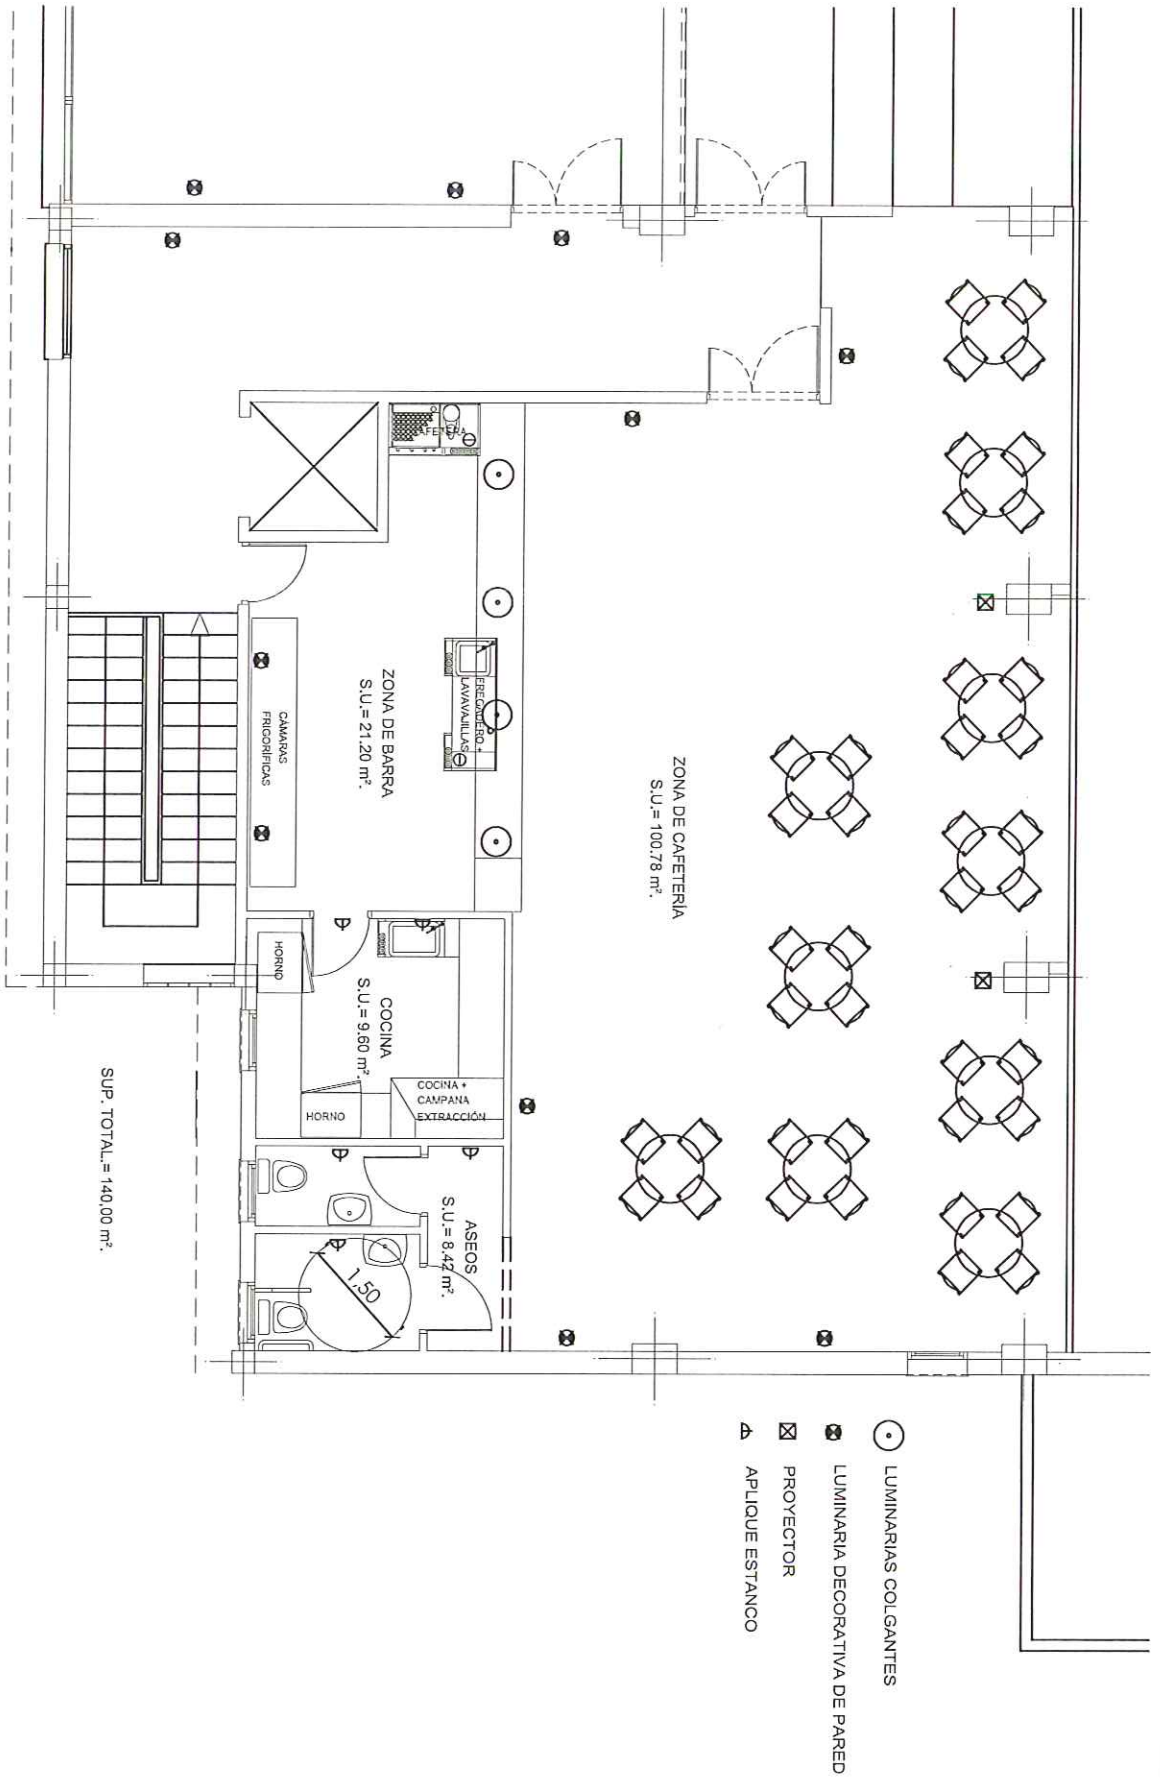 CAFETERA
FREGADERO +
LAVAVAJILLAS
ZONA DE BARRA
S.U.= 21.20 m².
CÁMARAS
FRIGORÍFICAS
ZONA DE CAFETERÍA
S.U.= 100.78 m².
HORNO
COCINA
S.U.= 9.60 m².
COCINA +
CAMPANA
EXTRACCIÓN
HORNO
ASEOS
S.U.= 8.42 m².
1,50
SUP. TOTAL.= 140,00 m².
LUMINARIAS COLGANTES
LUMINARIA DECORATIVA DE PARED
PROYECTOR
APLIQUE ESTANCO